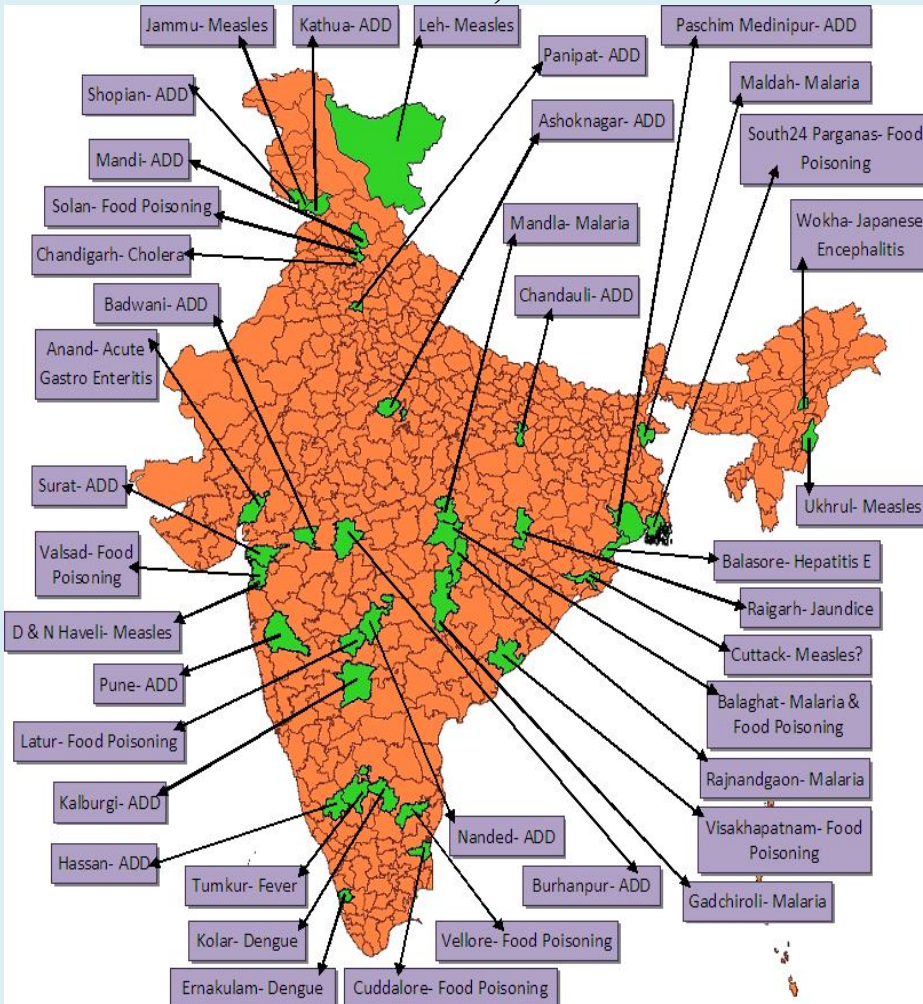 Jammu- Measles
Kathua- ADD
Leh- Measles
Paschim Medinipur- ADD
Panipat- ADD
Shopian- ADD
Maldah- Malaria
Ashoknagar- ADD
South24 Parganas- Food
Poisoning
Mandi- ADD
Solan- Food Poisoning
Mandla- Malaria
Wokha- Japanese
Encephalitis
Chandigarh- Cholera
Badwani- ADD
Chandauli- ADD
Anand- Acute
Gastro Enteritis
Surat- ADD
Ukhrul- Measles
Valsad- Food
Poisoning
Balasore- Hepatitis E
Raigarh- Jaundice
D & N Haveli- Measles
Cuttack- Measles?
Pune- ADD
Balaghat- Malaria &
Food Poisoning
Latur- Food Poisoning
Rajnandgaon- Malaria
Kalburgi- ADD
Visakhapatnam- Food
Poisoning
Nanded- ADD
Hassan- ADD
Tumkur- Fever
Burhanpur- ADD
Gadchiroli- Malaria
Kolar- Dengue
Vellore- Food Poisoning
Ernakulam- Dengue
Cuddalore- Food Poisoning